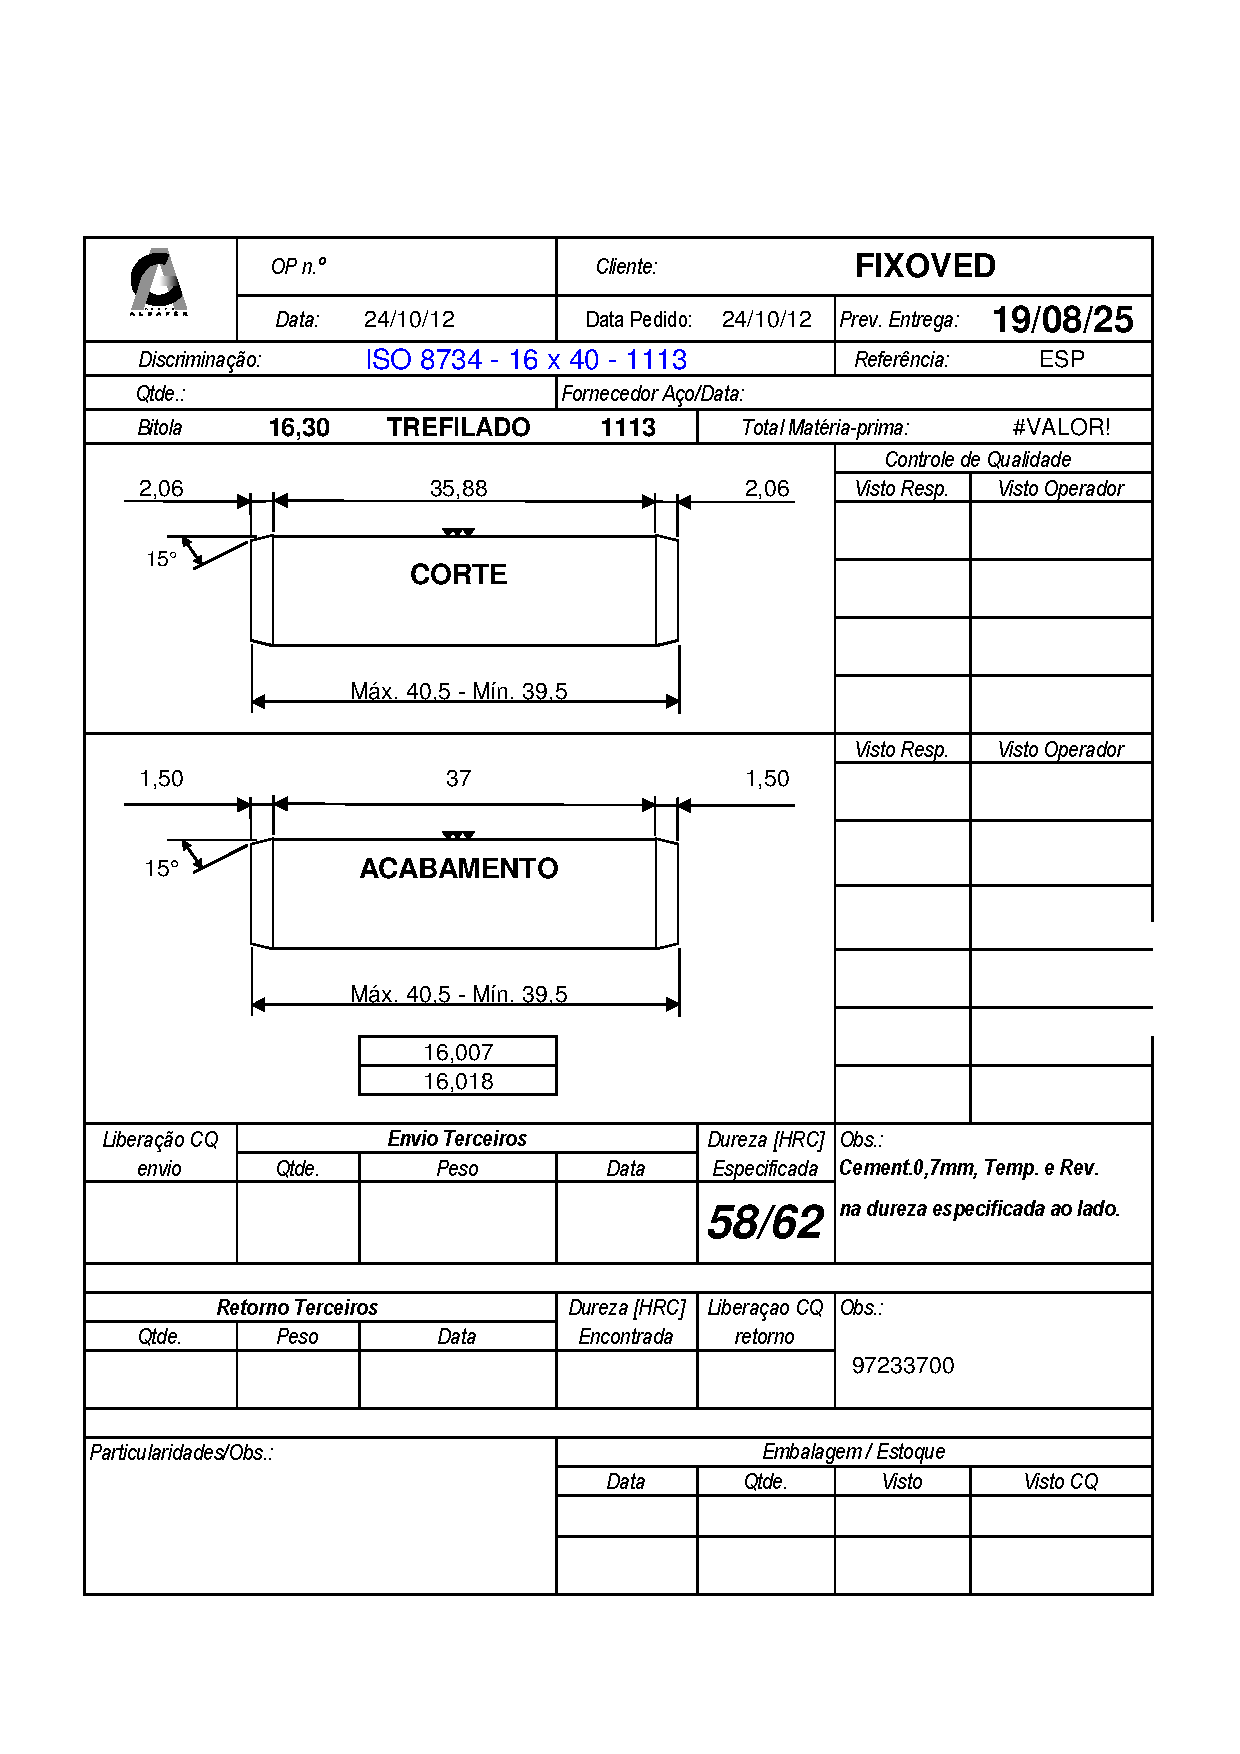 OP n.º
Cliente: FIXOVED
ALBAFER
Data: 24/10/12 Data Pedido: 24/10/12 Prev. Entrega: 19/08/25
Discriminação: ISO 8734 - 16 x 40 - 1113 Referência: ESP
Qtde.: Fornecedor Aço/Data:
Bitola 16,30 TREFILADO 1113 Total Matéria-prima: #VALOR!
Controle de Qualidade
2,06 35,88 2,06 Visto Resp. Visto Operador
15°
CORTE
Máx. 40,5 - Mín. 39,5
Visto Resp. Visto Operador
1,50 37 1,50
15°
ACABAMENTO
Máx. 40,5 - Mín. 39,5
16,007
16,018
Liberação CQ Envio Terceiros Dureza [HRC] Obs.:
envio Qtde. Peso Data Especificada Cement.0,7mm, Temp. e Rev.
58/62 na dureza especificada ao lado.
Retorno Terceiros Dureza [HRC] Liberaçao CQ Obs.:
Qtde. Peso Data Encontrada retorno
97233700
Particularidades/Obs.: Embalagem / Estoque
Data Qtde. Visto Visto CQ